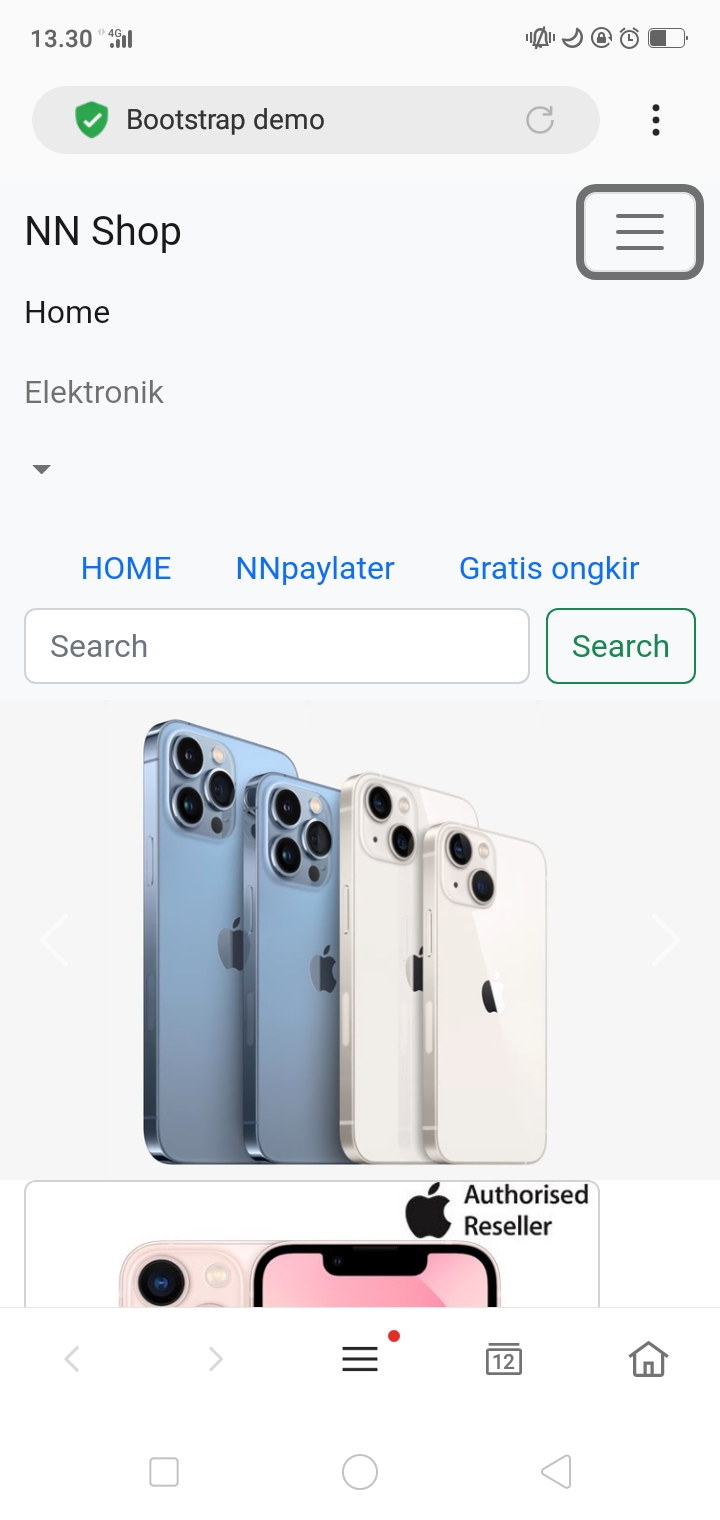 13.30 4G
Bootstrap demo
NN Shop
Home
Elektronik
HOME NNpaylater Gratis ongkir
Search Search
Authorised
Reseller
12